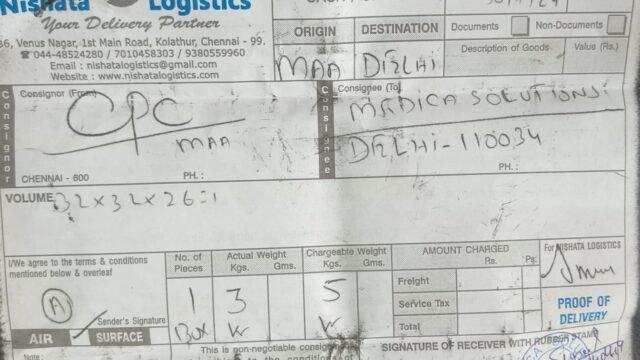 Nishata Logistics
Your Delivery Partner
36, Venus Nagar, 1st Main Road, Kolathur, Chennai - 99.
☎044-48524280 / 7010458303 / 9380559960
Email : nishatalogistics@gmail.com
Website : www.nishatalogistics.com
ORIGIN DESTINATION Documents Non-Documents
Description of Goods Value (Rs.)
MAA DELHI
Consignor
Consignor (From)
CPC
MAA
CHENNAI - 600 PH. :
Consignee
Consignee (To)
MEDICA SOLUTIONS
DELHI-110034
PH. :
VOLUME 32x32x26=1
I/We agree to the terms & conditions
mentioned below & overleaf
A
Sender's Signature
AIR SURFACE
No. of Pieces Actual Weight Kgs. Gms. Chargeable Weight Kgs. Gms.
1 3 5
Box
AMOUNT CHARGED
Rs. Ps.
Freight
Service Tax
Total
For NISHATA LOGISTICS
PROOF OF
DELIVERY
Note :
This is non-negotiable
SIGNATURE OF RECEIVER WITH RUBBER STAMP